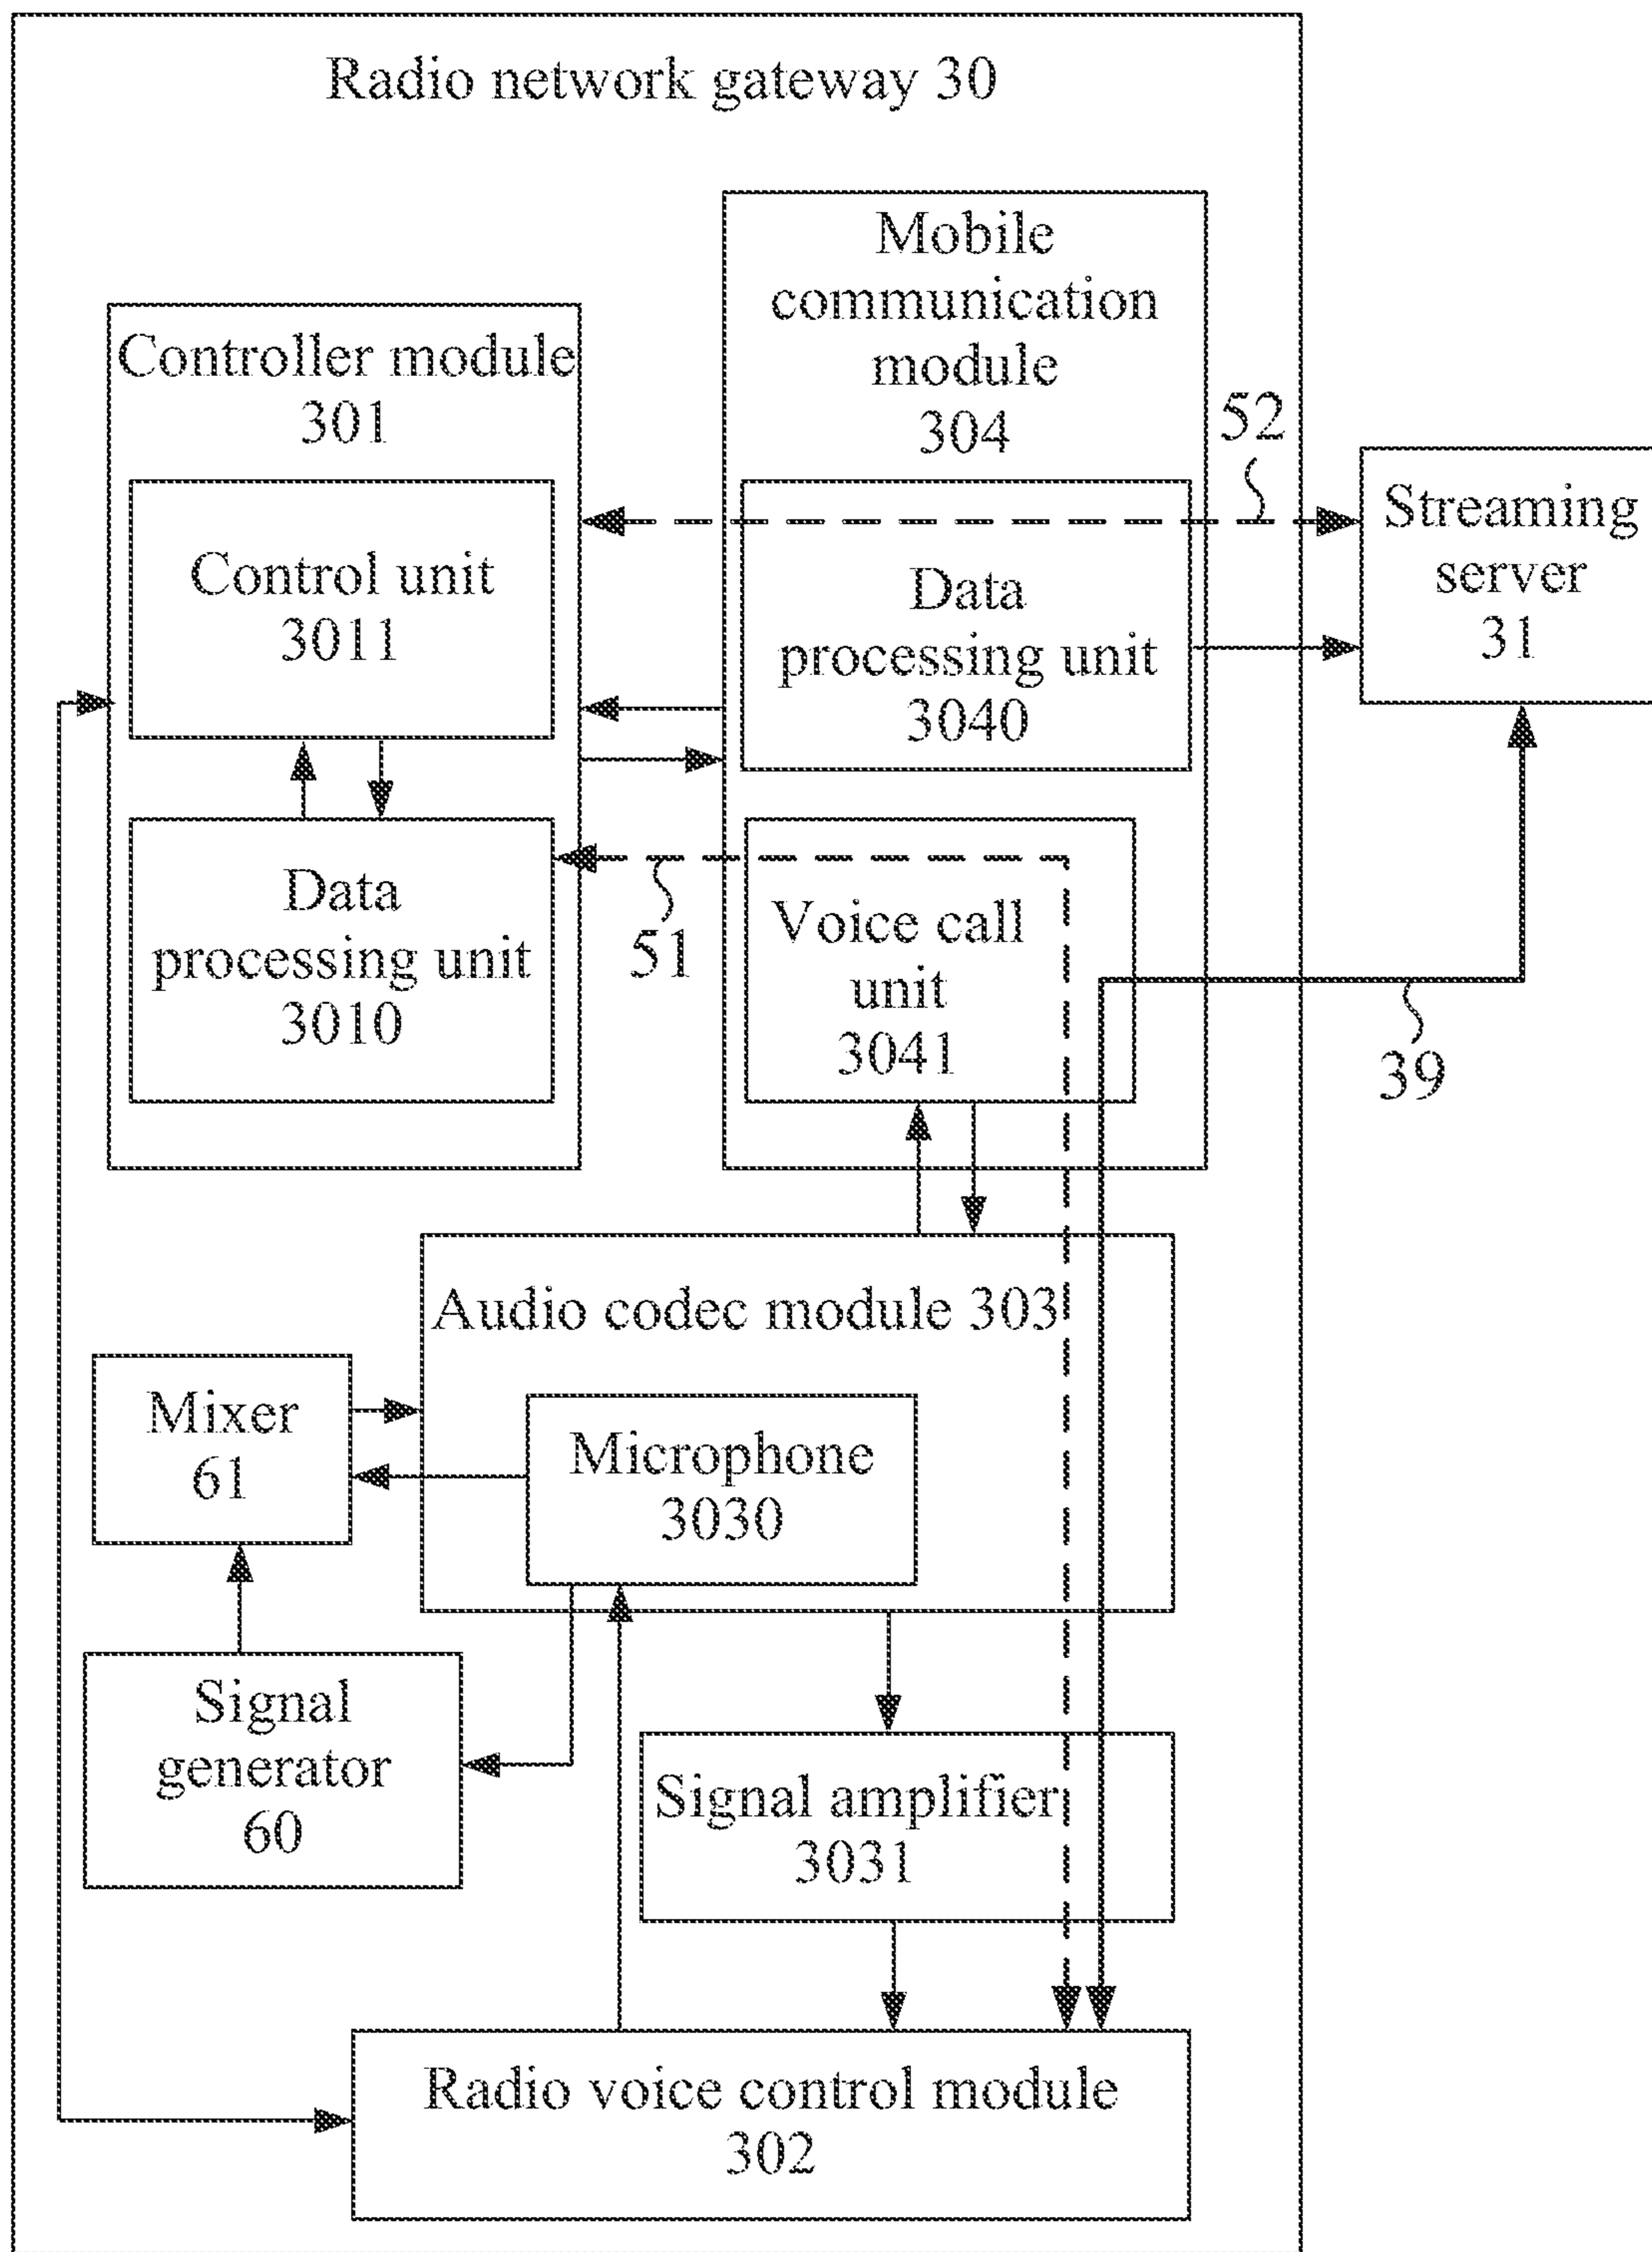 Radio network gateway 30
Mobile
communication
module
304
Controller module
301
52
Streaming
server
31
Control unit
3011
Data
processing unit
3040
Data
processing unit
3010
51
Voice call
unit
3041
39
Audio codec module 303
Mixer
61
Microphone
3030
Signal
generator
60
Signal amplifier
3031
Radio voice control module
302